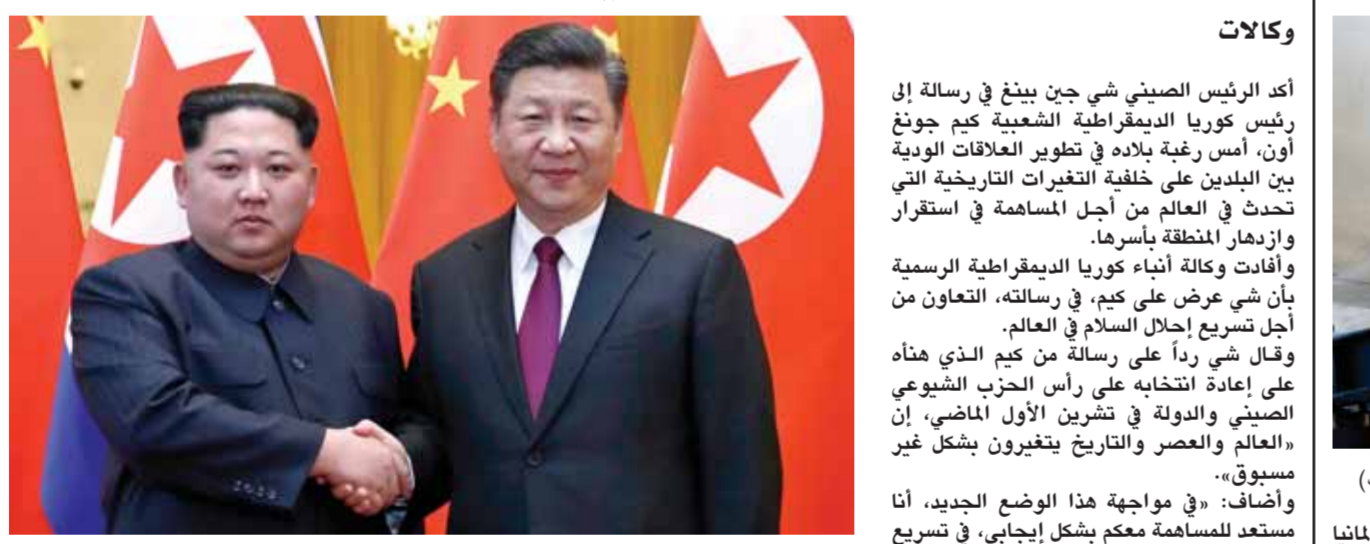 وكالات
أكد الرئيس الصيني شي جين بينغ في رسالة إلى
رئيس كوريا الديمقراطية الشعبية كيم جونغ
أون، أمس رغبة بلاده في تطوير العلاقات الودية
بين البلدين على خلفية التغيرات التاريخية التي
تحدث في العالم من أجل المساهمة في استقرار
وازدهار المنطقة بأسرها.
وأفادت وكالة أنباء كوريا الديمقراطية الرسمية
بأن شي عرض على كيم، في رسالته، التعاون من
أجل تسريع إحلال السلام في العالم.
وقال شي رداً على رسالة من كيم الذي هنأه
على إعادة انتخابه على رأس الحزب الشيوعي
الصيني والدولة في تشرين الأول الماضي، إن
«العالم والعصر والتاريخ يتغيرون بشكل غير
مسبوق».
وأضاف: «في مواجهة هذا الوضع الجديد، أنا
مستعد للمساهمة معكم بشكل إيجابي، في تسريع